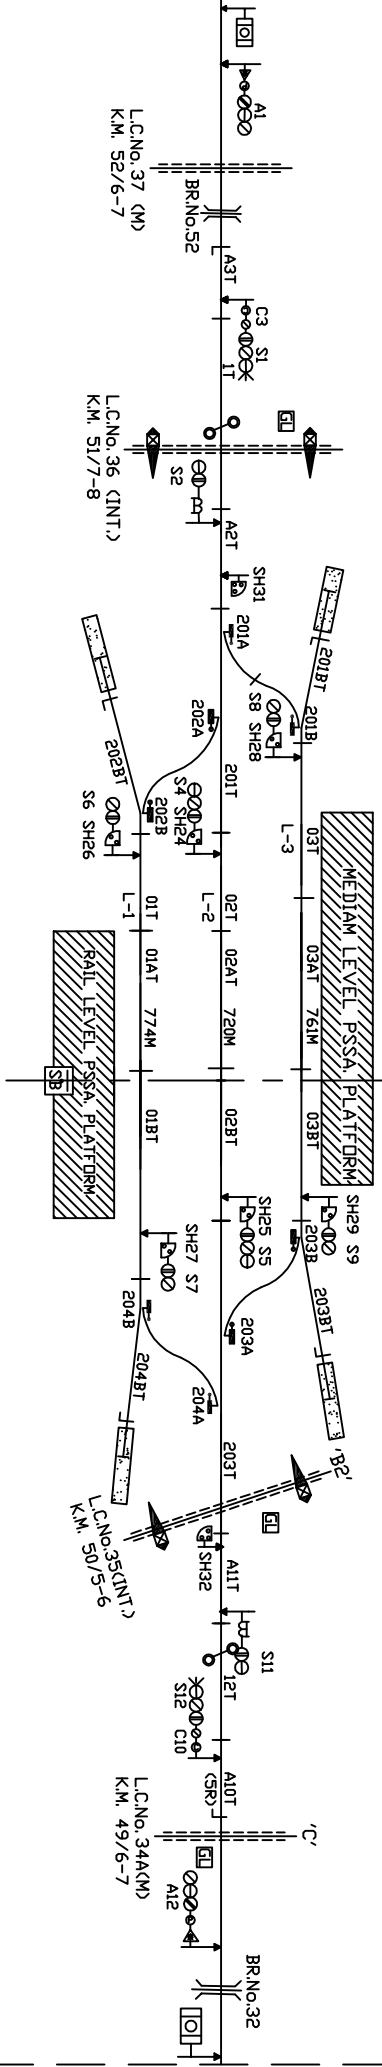 A1
L.C.No. 37 (M)
K.M. 52/6-7
BR.No.52
A3T
C3 S1
1T
GL
L.C.No. 36 (INT.)
K.M. 51/7-8
S2
A2T
SH31
201A
201BT
201B
S8 SH28
202A
202BT
202B
201T
S4 SH24
S6 SH26
03T
L-3
02T
L-2
01T
L-1
MEDIAM LEVEL PSSA. PLATFORM
03AT 761M 03BT
02AT 720M 02BT
01AT 774M 01BT
RAIL LEVEL PSSA. PLATFORM
SB
SH29 S9
SH25 S5
SH27 S7
203B
203BT
203A
204B
204BT
204A
203T
'B2'
GL
L.C.No.35(INT.)
K.M. 50/5-6
SH32
A11T
S11
12T
S12 C10
A10T
(5R)
'C'
L.C.No. 34A(M)
K.M. 49/6-7
GL
A12
BR.No.32